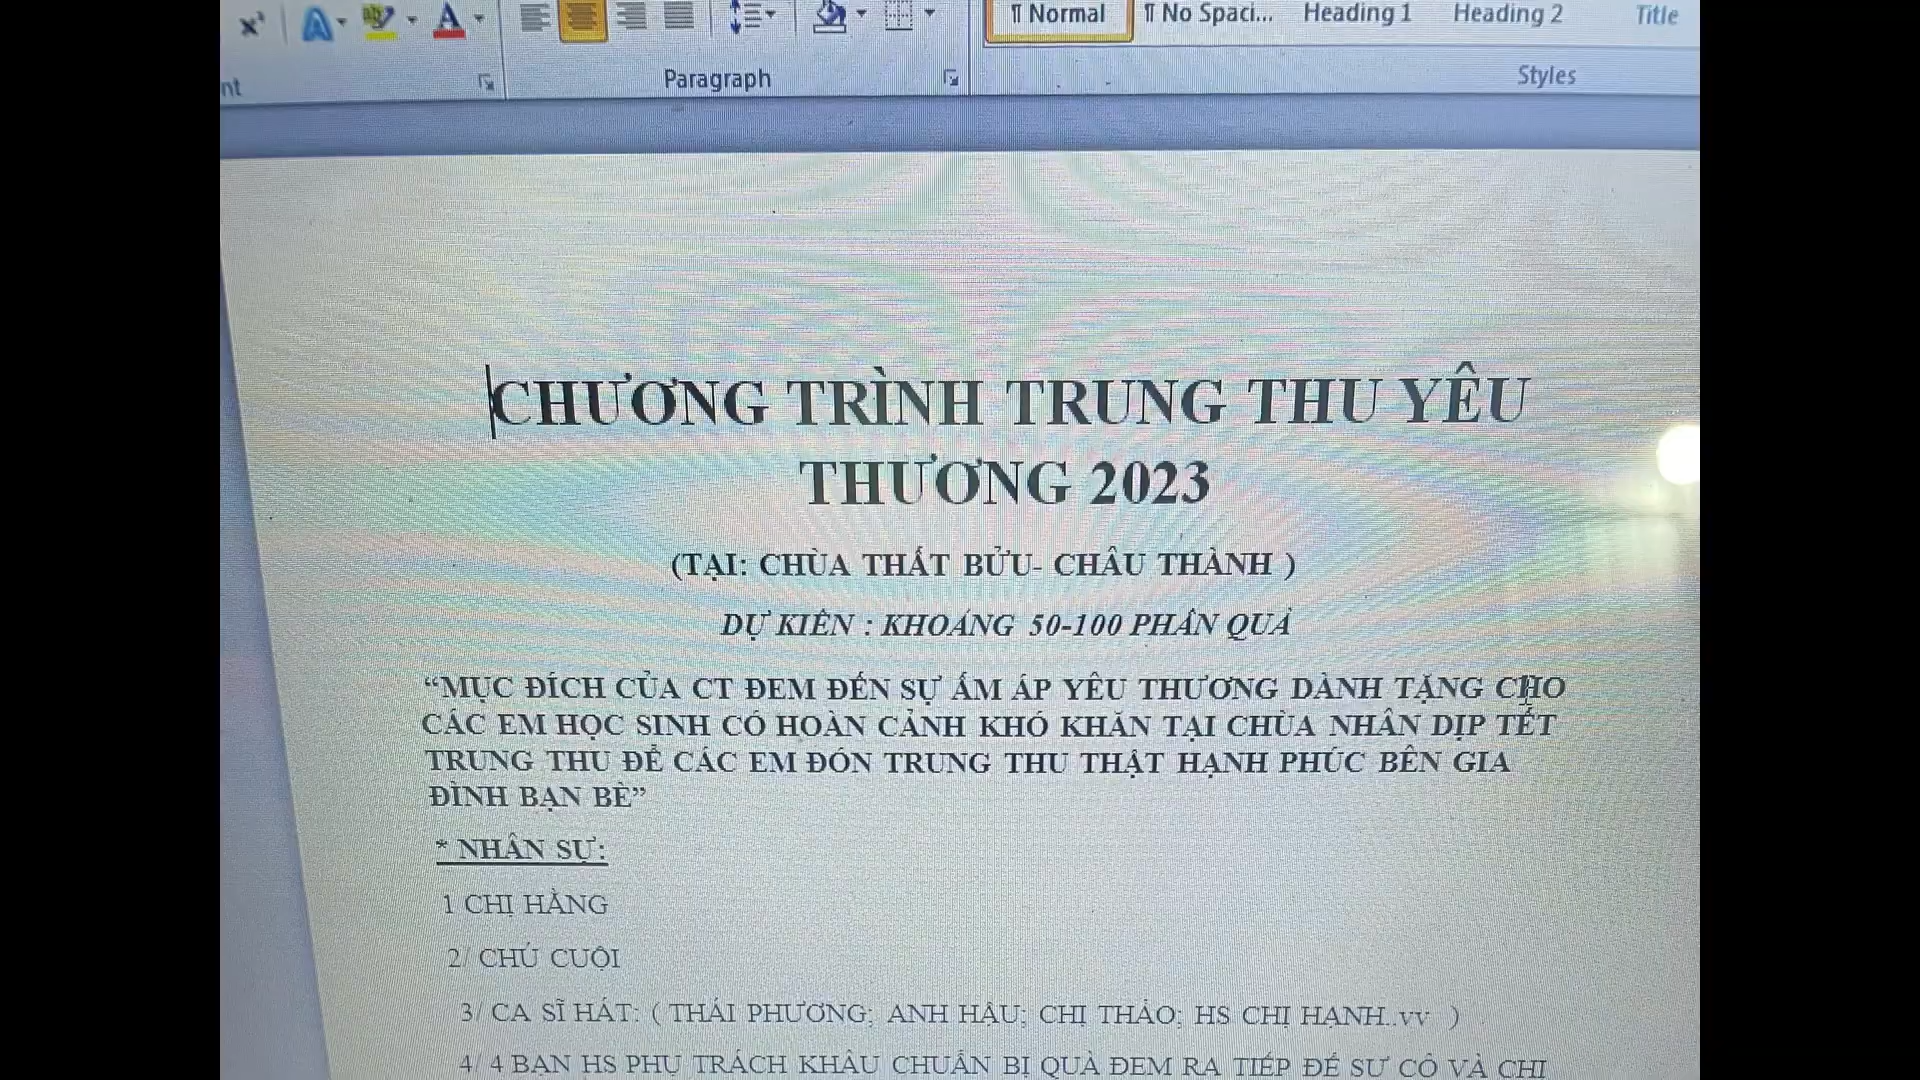 nt
Paragraph
¶ Normal
¶ No Spaci...
Heading 1
Heading 2
Title
Styles
CHƯƠNG TRÌNH TRUNG THU YÊU
THƯƠNG 2023
(TẠI: CHÙA THẤT BỬU- CHÂU THÀNH )
DỰ KIẾN : KHOẢNG 50-100 PHẦN QUÀ
“MỤC ĐÍCH CỦA CT ĐEM ĐẾN SỰ ẤM ÁP YÊU THƯƠNG DÀNH TẶNG CHO
CÁC EM HỌC SINH CÓ HOÀN CẢNH KHÓ KHĂN TẠI CHÙA NHÂN DỊP TẾT
TRUNG THU ĐỂ CÁC EM ĐÓN TRUNG THU THẬT HẠNH PHÚC BÊN GIA
ĐÌNH BẠN BÈ”
* NHÂN SỰ:
1 CHỊ HẰNG
2/ CHÚ CUỘI
3/ CA SĨ HÁT: ( THÁI PHƯƠNG; ANH HẬU; CHỊ THẢO; HS CHỊ HẠNH..vv )
4/ 4 BẠN HS PHỤ TRÁCH KHÂU CHUẨN BỊ QUÀ ĐEM RA TIẾP ĐỂ SƯ CÔ VÀ CHỊ